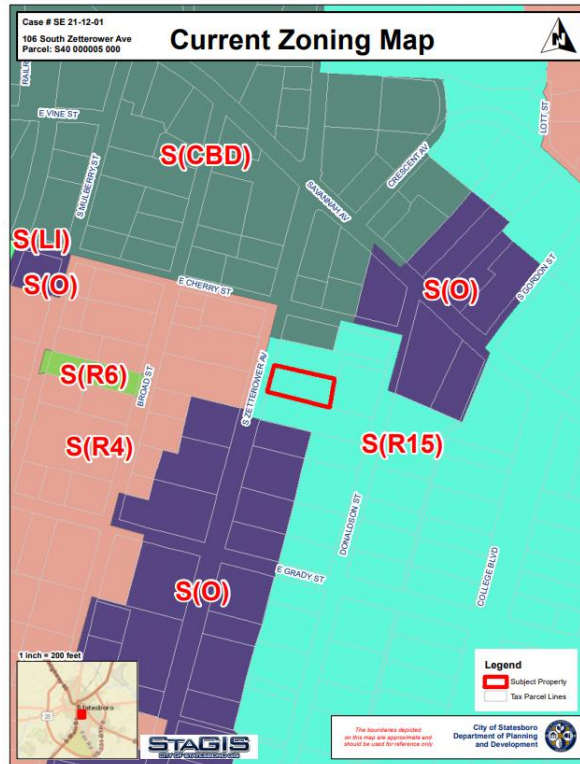 Case # SE 21-12-01
106 South Zetterower Ave
Parcel: S40 000005 000
Current Zoning Map
N
E VINE ST
S MULBERRY ST
S(CBD)
SAVANNAH AV
CRESCENT AV
LOTT ST
S(LI)
S(O)
E CHERRY ST
S(O)
S GORDON ST
S(R6)
BROAD ST
S ZETTEROWER AV
S(R4)
S(R15)
DONALDSON ST
COLLEGE BLVD
E GRADY ST
S(O)
1 inch = 200 feet
Statesboro
Legend
Subject Property
Tax Parcel Lines
STAGIS
The boundaries depicted
on this map are approximate and
should be used for reference only
City of Statesboro
Department of Planning
and Development